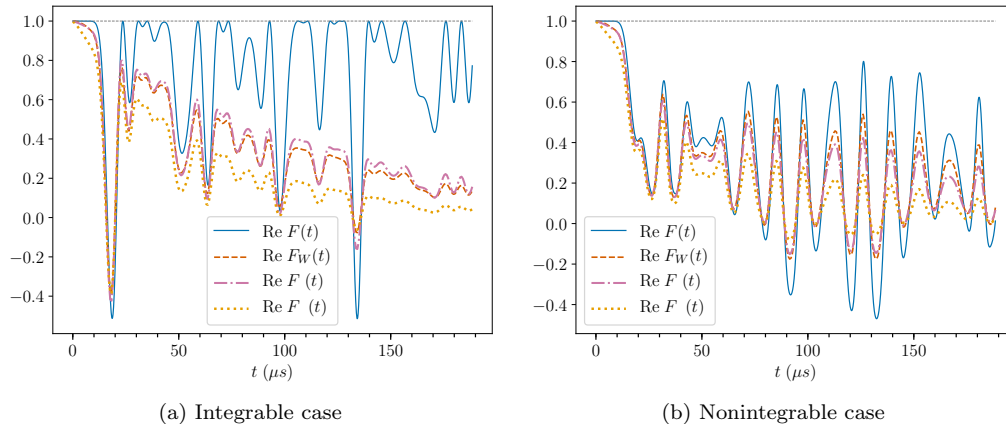 1.0
0.8
0.6
0.4
0.2
0.0
−0.2
−0.4
0 50 100 150
t (μs)
Re F(t)
Re F_W(t)
Re F (t)
Re F (t)
(a) Integrable case
1.0
0.8
0.6
0.4
0.2
0.0
−0.2
−0.4
0 50 100 150
t (μs)
Re F(t)
Re F_W(t)
Re F (t)
Re F (t)
(b) Nonintegrable case